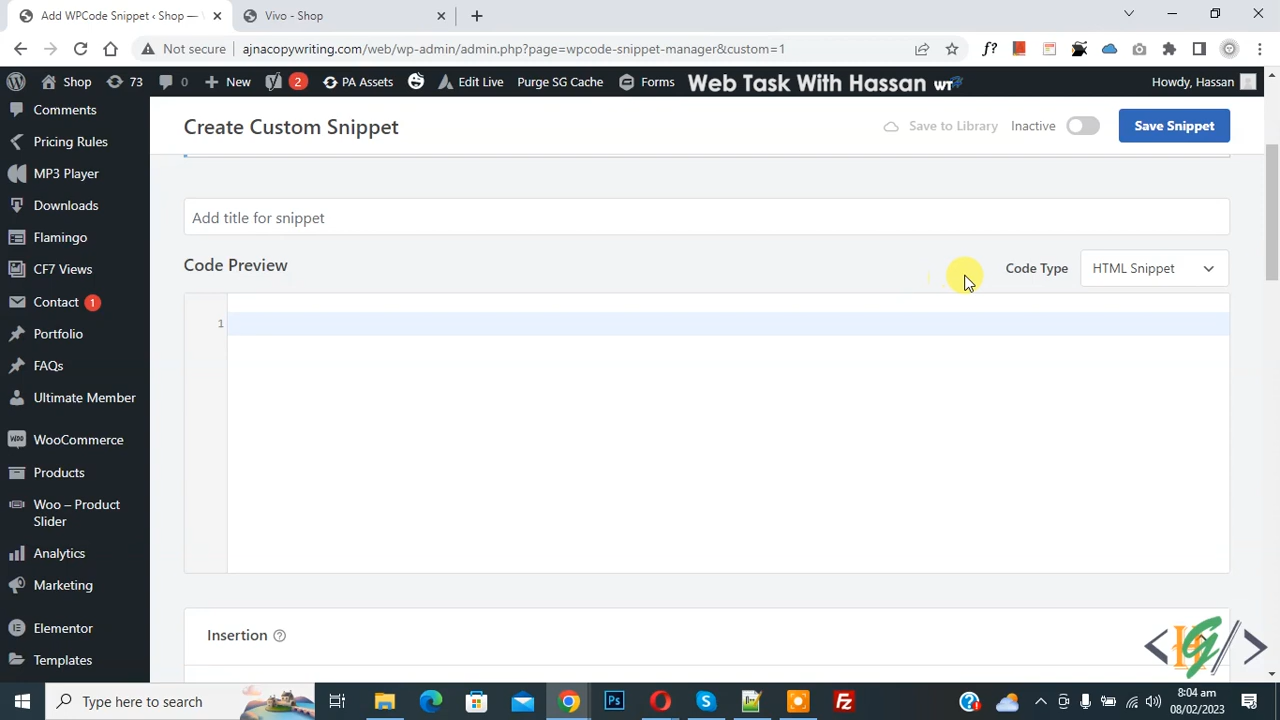 Add WPCode Snippet ‹ Shop —
Vivo - Shop
Not secure
ajnacopywriting.com/web/wp-admin/admin.php?page=wpcode-snippet-manager&custom=1
f?
Shop
73
0
New
2
PA Assets
Edit Live
Purge SG Cache
Forms
Web Task With Hassan WT
Howdy, Hassan
Comments
Pricing Rules
MP3 Player
Downloads
Flamingo
CF7 Views
Contact 1
Portfolio
FAQs
Ultimate Member
WooCommerce
Products
Woo – Product
Slider
Analytics
Marketing
Elementor
Templates
Create Custom Snippet
Save to Library
Inactive
Save Snippet
Add title for snippet
Code Preview
Code Type
HTML Snippet
1
Insertion
Type here to search
Ps
8:04 am
08/02/2023